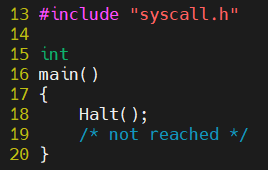 13 #include "syscall.h"
14
15 int
16 main()
17 {
18     Halt();
19     /* not reached */
20 }